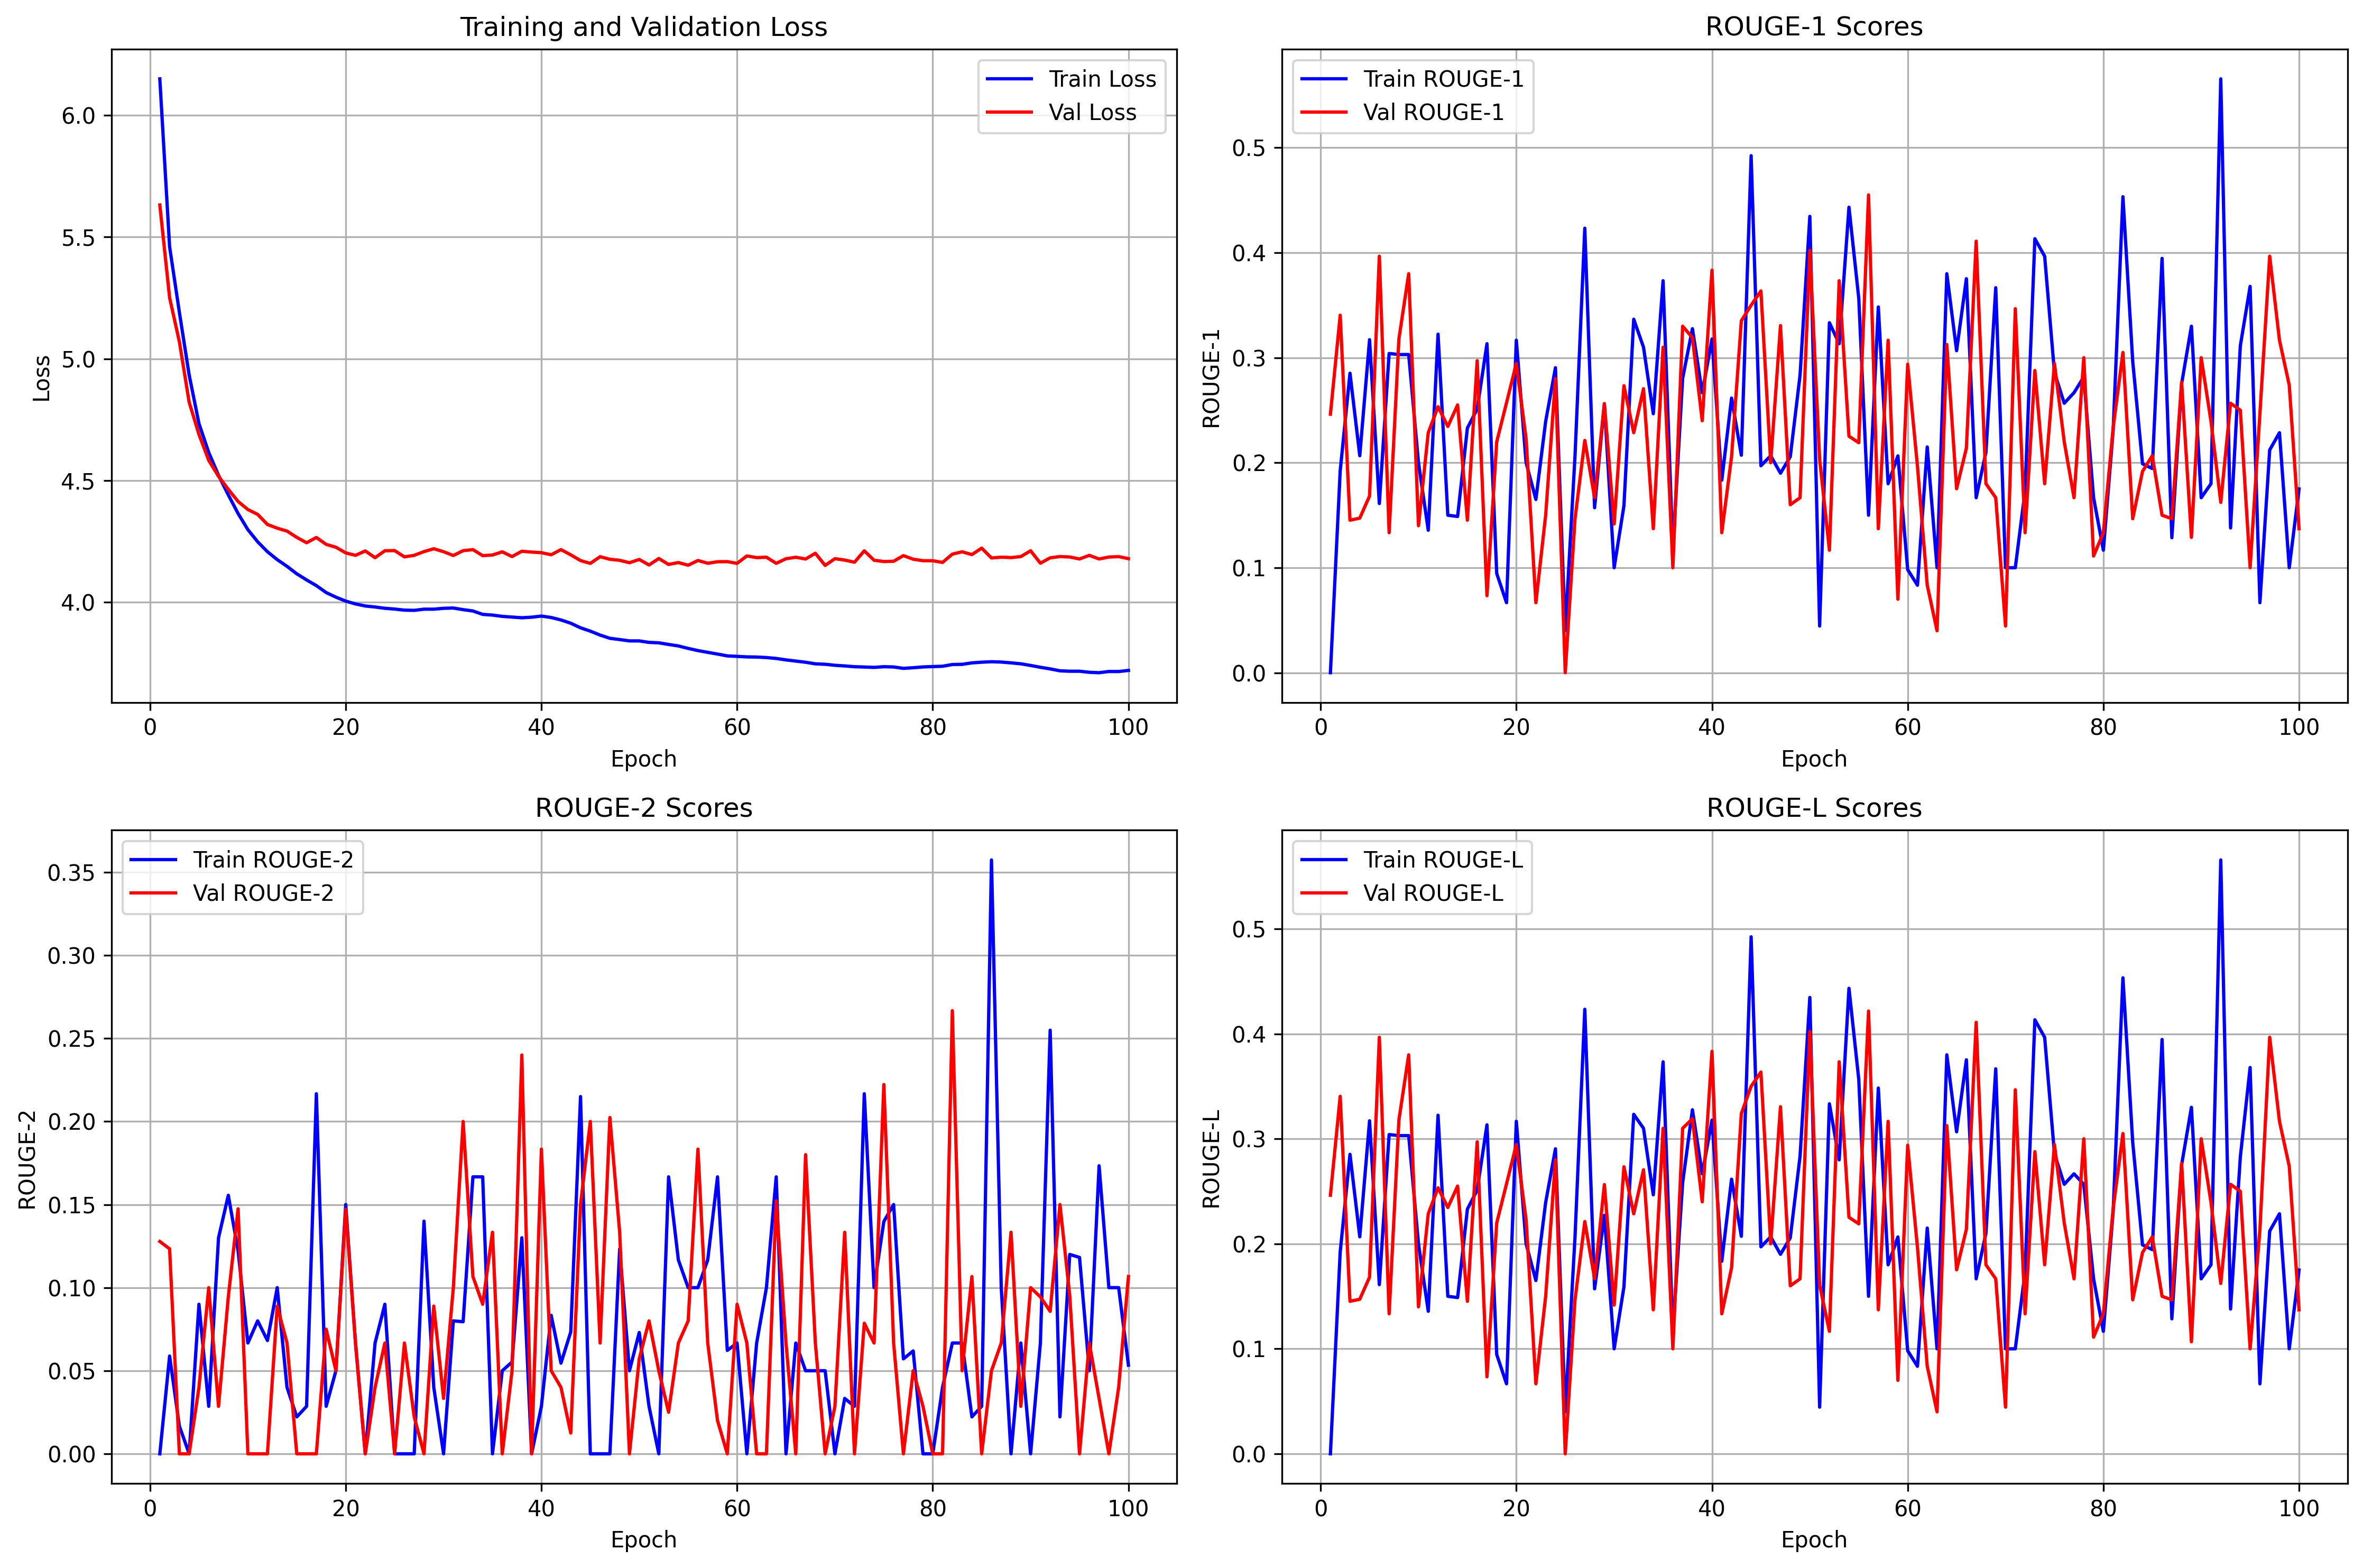 Training and Validation Loss
Train Loss
Val Loss
6.0
5.5
5.0
4.5
4.0
Loss
0
20
40
60
80
100
Epoch
ROUGE-1 Scores
Train ROUGE-1
Val ROUGE-1
0.5
0.4
0.3
0.2
0.1
0.0
ROUGE-1
0
20
40
60
80
100
Epoch
ROUGE-2 Scores
Train ROUGE-2
Val ROUGE-2
0.35
0.30
0.25
0.20
0.15
0.10
0.05
0.00
ROUGE-2
0
20
40
60
80
100
Epoch
ROUGE-L Scores
Train ROUGE-L
Val ROUGE-L
0.5
0.4
0.3
0.2
0.1
0.0
ROUGE-L
0
20
40
60
80
100
Epoch